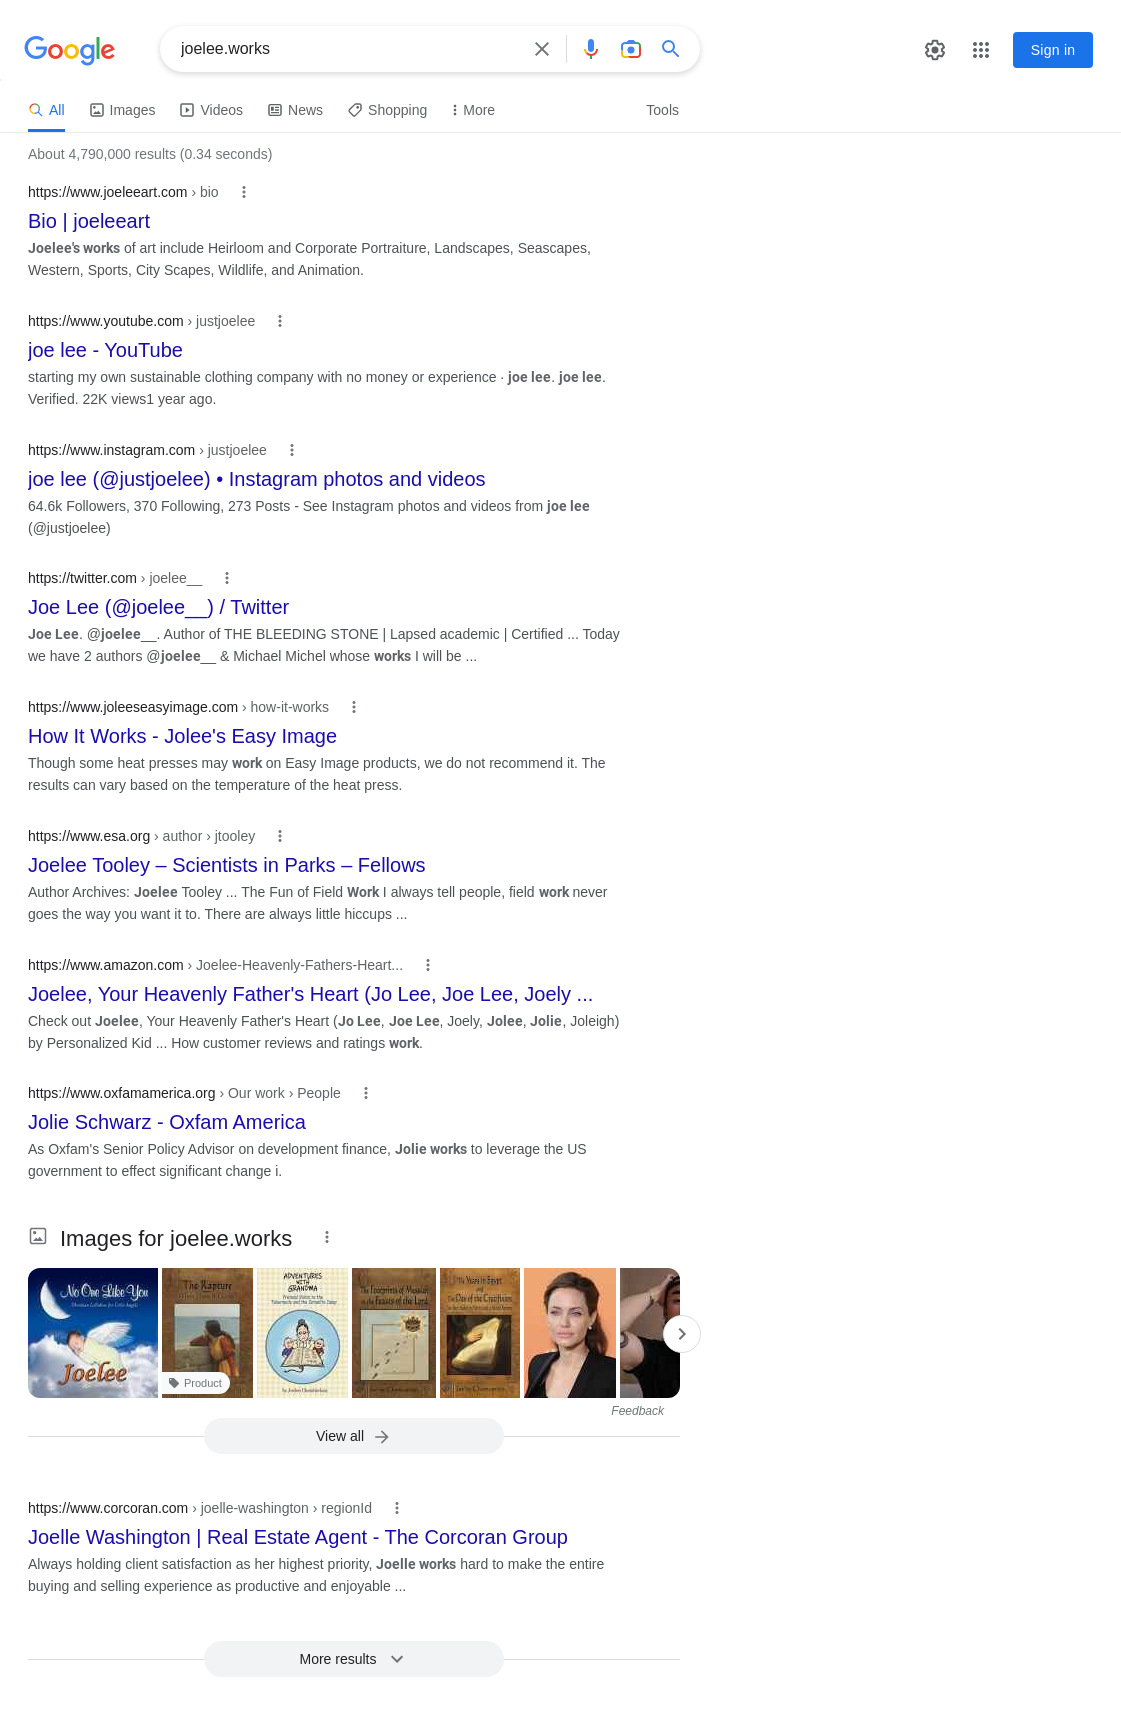 Google
joelee.works
Sign in
All
Images
Videos
News
Shopping
More
Tools
About 4,790,000 results (0.34 seconds)
https://www.joeleeart.com › bio
Bio | joeleeart
Joelee's works of art include Heirloom and Corporate Portraiture, Landscapes, Seascapes,
Western, Sports, City Scapes, Wildlife, and Animation.
https://www.youtube.com › justjoelee
joe lee - YouTube
starting my own sustainable clothing company with no money or experience · joe lee. joe lee.
Verified. 22K views1 year ago.
https://www.instagram.com › justjoelee
joe lee (@justjoelee) • Instagram photos and videos
64.6k Followers, 370 Following, 273 Posts - See Instagram photos and videos from joe lee
(@justjoelee)
https://twitter.com › joelee__
Joe Lee (@joelee__) / Twitter
Joe Lee. @joelee__. Author of THE BLEEDING STONE | Lapsed academic | Certified ... Today
we have 2 authors @joelee__ & Michael Michel whose works I will be ...
https://www.joleeseasyimage.com › how-it-works
How It Works - Jolee's Easy Image
Though some heat presses may work on Easy Image products, we do not recommend it. The
results can vary based on the temperature of the heat press.
https://www.esa.org › author › jtooley
Joelee Tooley – Scientists in Parks – Fellows
Author Archives: Joelee Tooley ... The Fun of Field Work I always tell people, field work never
goes the way you want it to. There are always little hiccups ...
https://www.amazon.com › Joelee-Heavenly-Fathers-Heart...
Joelee, Your Heavenly Father's Heart (Jo Lee, Joe Lee, Joely ...
Check out Joelee, Your Heavenly Father's Heart (Jo Lee, Joe Lee, Joely, Jolee, Jolie, Joleigh)
by Personalized Kid ... How customer reviews and ratings work.
https://www.oxfamamerica.org › Our work › People
Jolie Schwarz - Oxfam America
As Oxfam's Senior Policy Advisor on development finance, Jolie works to leverage the US
government to effect significant change i.
Images for joelee.works
No One Like You
Joelee
The Rapture
Product
ADVENTURES
WITH
GRANDMA
The Footprints of Messiah
in the Feasts of the Lord
Feedback
View all
https://www.corcoran.com › joelle-washington › regionId
Joelle Washington | Real Estate Agent - The Corcoran Group
Always holding client satisfaction as her highest priority, Joelle works hard to make the entire
buying and selling experience as productive and enjoyable ...
More results